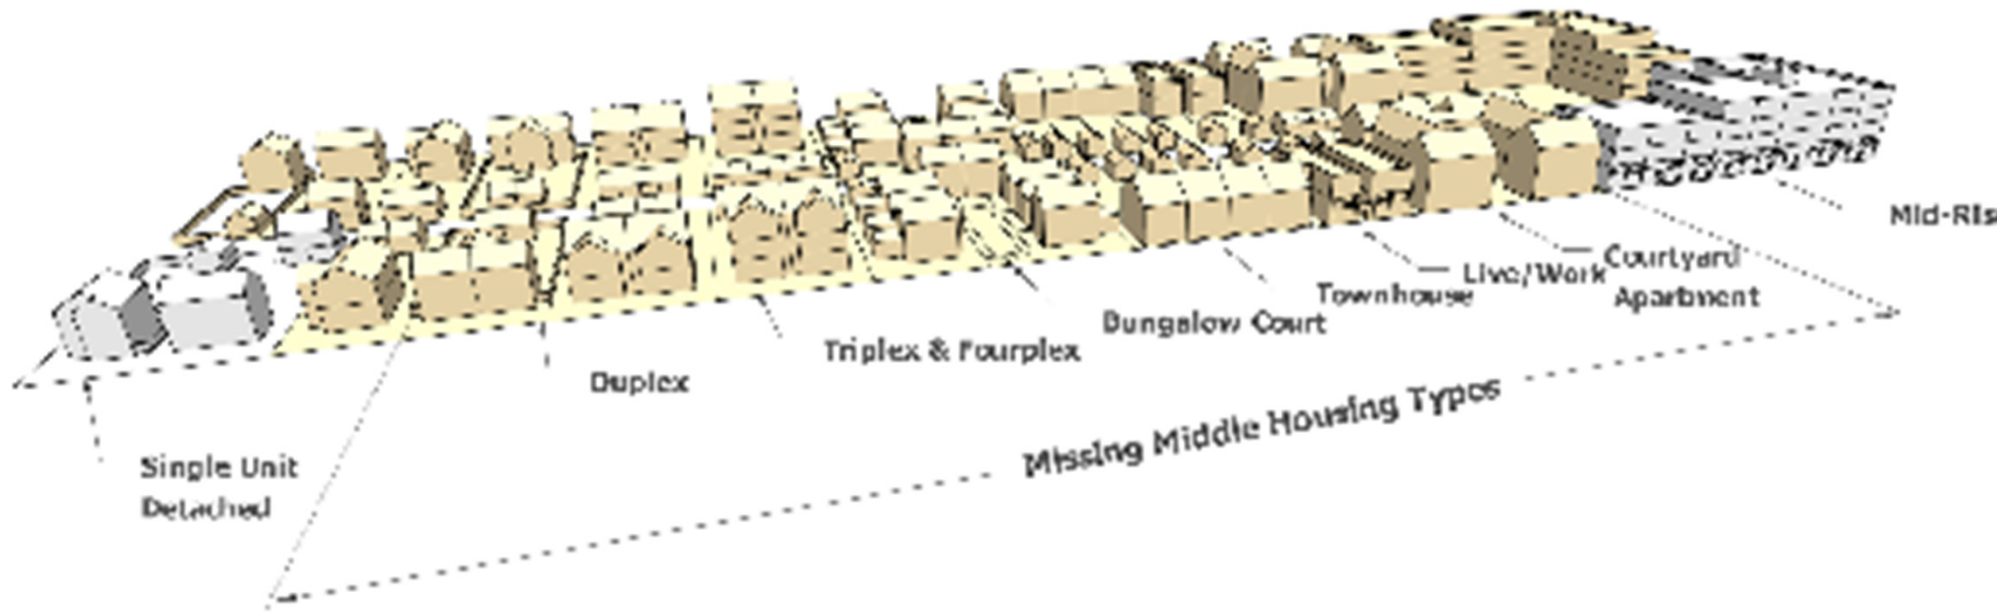 Single Unit
Detached
Duplex
Triplex & Fourplex
Bungalow Court
Townhouse
Live/Work
Courtyard
Apartment
Mid-Ris
Missing Middle Housing Types